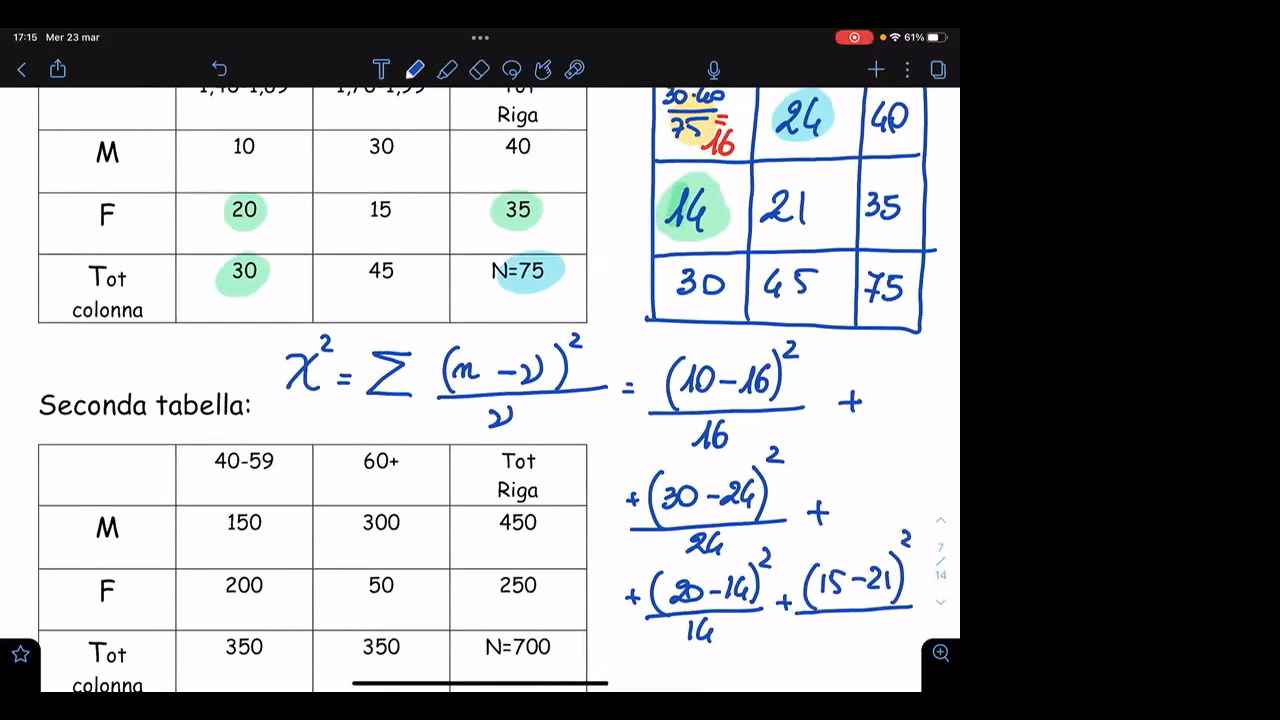 17:15 Mer 23 mar
61%
Tot
Riga
M 10 30 40
F 20 15 35
Tot
colonna 30 45 N=75
30·40
75 = 16 24 40
14 21 35
30 45 75
χ² = Σ (n − ν)² / ν = (10 − 16)² / 16 +
+ (30 − 24)² / 24 +
+ (20 − 14)² / 14 + (15 − 21)²
Seconda tabella:
40-59 60+ Tot
Riga
M 150 300 450
F 200 50 250
Tot
colonna 350 350 N=700
7
/
14